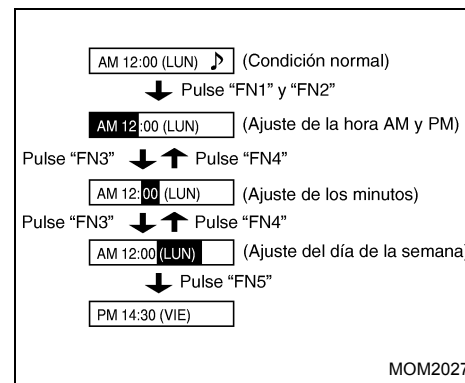 AM 12:00 (LUN) ♪ (Condición normal)
Pulse “FN1” y “FN2”
AM 12:00 (LUN) (Ajuste de la hora AM y PM)
Pulse “FN3” Pulse “FN4”
AM 12:00 (LUN) (Ajuste de los minutos)
Pulse “FN3” Pulse “FN4”
AM 12:00 (LUN) (Ajuste del día de la semana)
Pulse “FN5”
PM 14:30 (VIE)
MOM2027